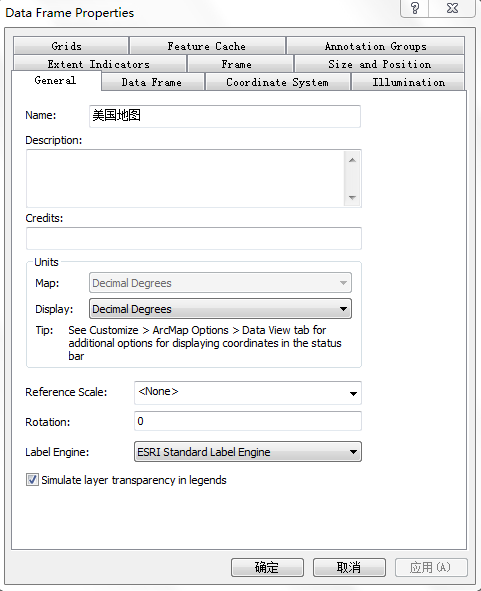 Data Frame Properties
Grids Feature Cache Annotation Groups
Extent Indicators Frame Size and Position
General Data Frame Coordinate System Illumination
Name: 美国地图
Description:
Credits:
Units
Map: Decimal Degrees
Display: Decimal Degrees
Tip: See Customize > ArcMap Options > Data View tab for
additional options for displaying coordinates in the status
bar
Reference Scale: <None>
Rotation: 0
Label Engine: ESRI Standard Label Engine
Simulate layer transparency in legends
确定 取消 应用(A)